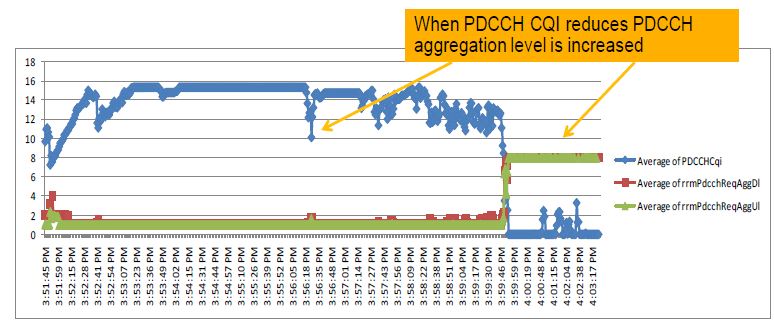 When PDCCH CQI reduces PDCCH
aggregation level is increased
18
16
14
12
10
8
6
4
2
0
Average of PDCCHCqi
Average of rrmPdcchReqAggDl
Average of rrmPdcchReqAggUl
3:51:45 PM
3:51:59 PM
3:52:15 PM
3:52:28 PM
3:52:41 PM
3:52:54 PM
3:53:07 PM
3:53:23 PM
3:53:36 PM
3:53:49 PM
3:54:02 PM
3:54:15 PM
3:54:31 PM
3:54:44 PM
3:54:57 PM
3:55:10 PM
3:55:26 PM
3:55:39 PM
3:55:52 PM
3:56:05 PM
3:56:18 PM
3:56:35 PM
3:56:48 PM
3:57:01 PM
3:57:14 PM
3:57:27 PM
3:57:43 PM
3:57:56 PM
3:58:09 PM
3:58:22 PM
3:58:38 PM
3:58:51 PM
3:59:04 PM
3:59:17 PM
3:59:30 PM
3:59:46 PM
3:59:59 PM
4:00:19 PM
4:00:48 PM
4:01:15 PM
4:02:04 PM
4:02:38 PM
4:03:17 PM